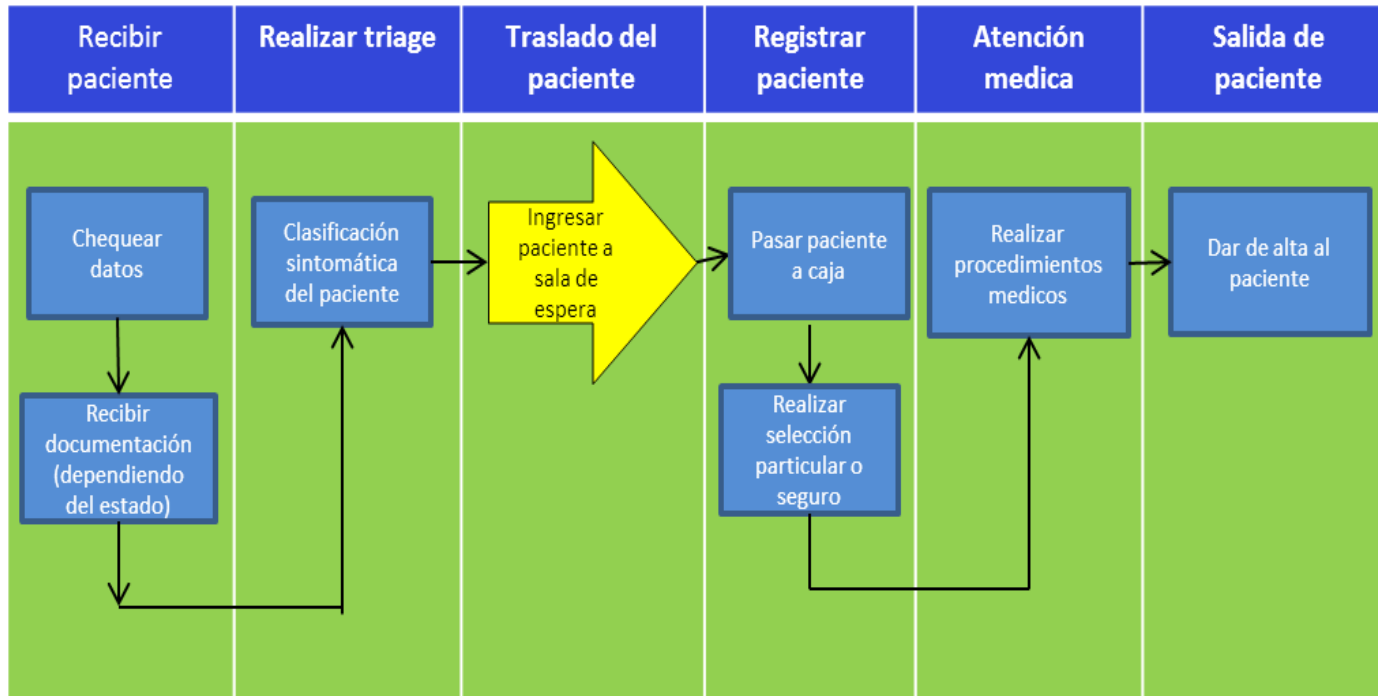 Recibir
paciente
Realizar triage
Traslado del
paciente
Registrar
paciente
Atención
medica
Salida de
paciente
Chequear
datos
Recibir
documentación
(dependiendo
del estado)
Clasificación
sintomática
del paciente
Ingresar
paciente a
sala de
espera
Pasar paciente
a caja
Realizar
selección
particular o
seguro
Realizar
procedimientos
medicos
Dar de alta al
paciente